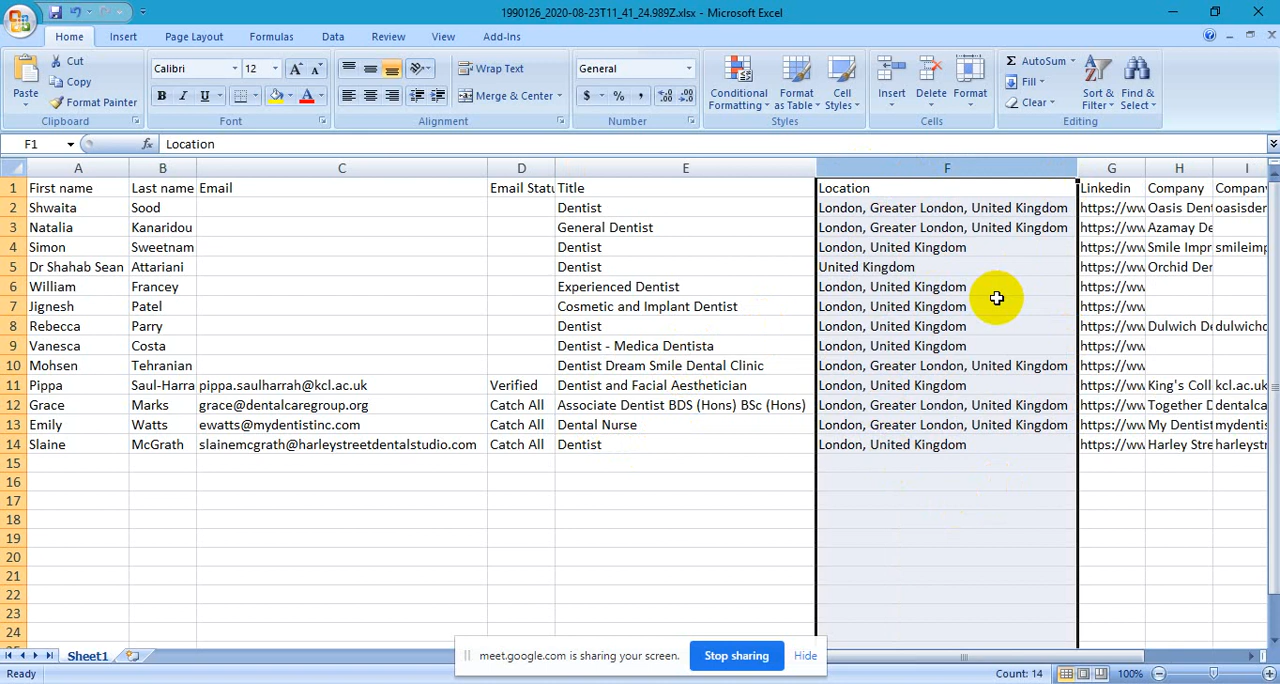 1990126_2020-08-23T11_41_24.989Z.xlsx - Microsoft Excel
Home Insert Page Layout Formulas Data Review View Add-Ins
Paste Cut Copy Format Painter Clipboard
Calibri 12 A A B I U A Font
Wrap Text Merge & Center Alignment
General $ % , .0 .00 .00 .0 Number
Conditional Formatting Format as Table Cell Styles Styles
Insert Delete Format Cells
Σ AutoSum Fill Clear Sort & Filter Find & Select Editing
F1 fx Location
A B C D E F G H I
1 First name Last name Email Email Statu Title Location Linkedin Company Company
2 Shwaita Sood Dentist London, Greater London, United Kingdom https://ww Oasis Dent oasisden
3 Natalia Kanaridou General Dentist London, Greater London, United Kingdom https://ww Azamay De
4 Simon Sweetnam Dentist London, United Kingdom https://ww Smile Impr smileimp
5 Dr Shahab Sean Attariani Dentist United Kingdom https://ww Orchid Den
6 William Francey Experienced Dentist London, United Kingdom https://ww
7 Jignesh Patel Cosmetic and Implant Dentist London, United Kingdom https://ww
8 Rebecca Parry Dentist London, United Kingdom https://ww Dulwich De dulwichd
9 Vanesca Costa Dentist - Medica Dentista London, United Kingdom https://ww
10 Mohsen Tehranian Dentist Dream Smile Dental Clinic London, Greater London, United Kingdom https://ww
11 Pippa Saul-Harra pippa.saulharrah@kcl.ac.uk Verified Dentist and Facial Aesthetician London, United Kingdom https://ww King's Coll kcl.ac.uk
12 Grace Marks grace@dentalcaregroup.org Catch All Associate Dentist BDS (Hons) BSc (Hons) London, Greater London, United Kingdom https://ww Together D dentalca
13 Emily Watts ewatts@mydentistinc.com Catch All Dental Nurse London, Greater London, United Kingdom https://ww My Dentis mydentis
14 Slaine McGrath slainemcgrath@harleystreetdentalstudio.com Catch All Dentist London, United Kingdom https://ww Harley Stre harleystr
15
16
17
18
19
20
21
22
23
24
Sheet1
meet.google.com is sharing your screen. Stop sharing Hide
Ready Count: 14 100%